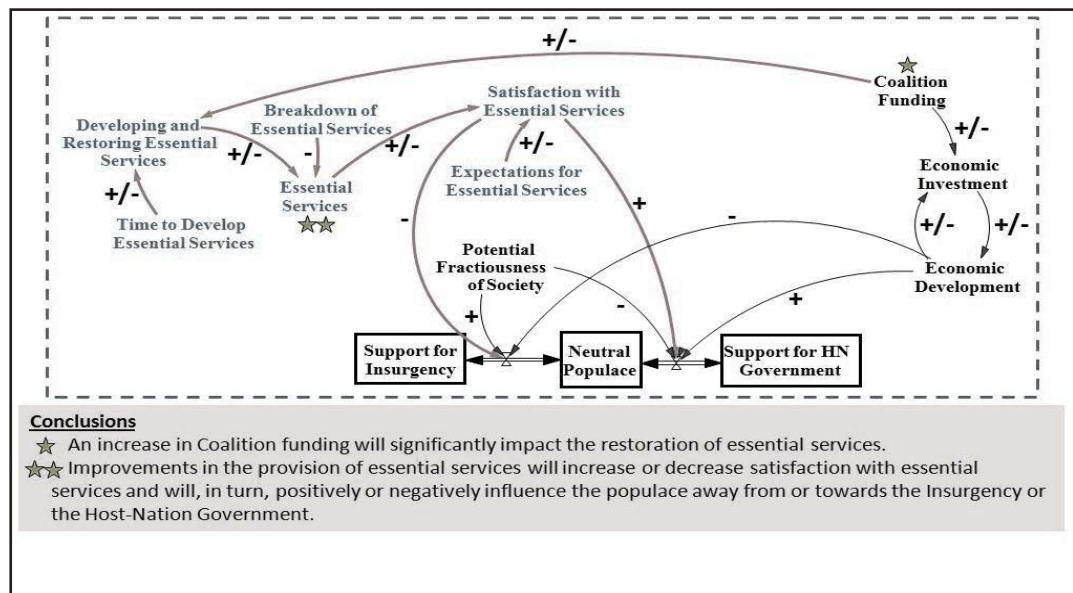 +/-
Coalition
Funding
Satisfaction with
Essential Services
Breakdown of
Essential Services
Developing and
Restoring Essential
Services
+/-
-
+/-
+/-
+/-
Economic
Investment
Expectations for
Essential Services
Essential
Services
+/-
Time to Develop
Essential Services
-
+
-
+/-
+/-
Potential
Fractiousness
of Society
Economic
Development
+
-
+
Support for
Insurgency
Neutral
Populace
Support for HN
Government
Conclusions
An increase in Coalition funding will significantly impact the restoration of essential services.
Improvements in the provision of essential services will increase or decrease satisfaction with essential
services and will, in turn, positively or negatively influence the populace away from or towards the Insurgency or
the Host-Nation Government.